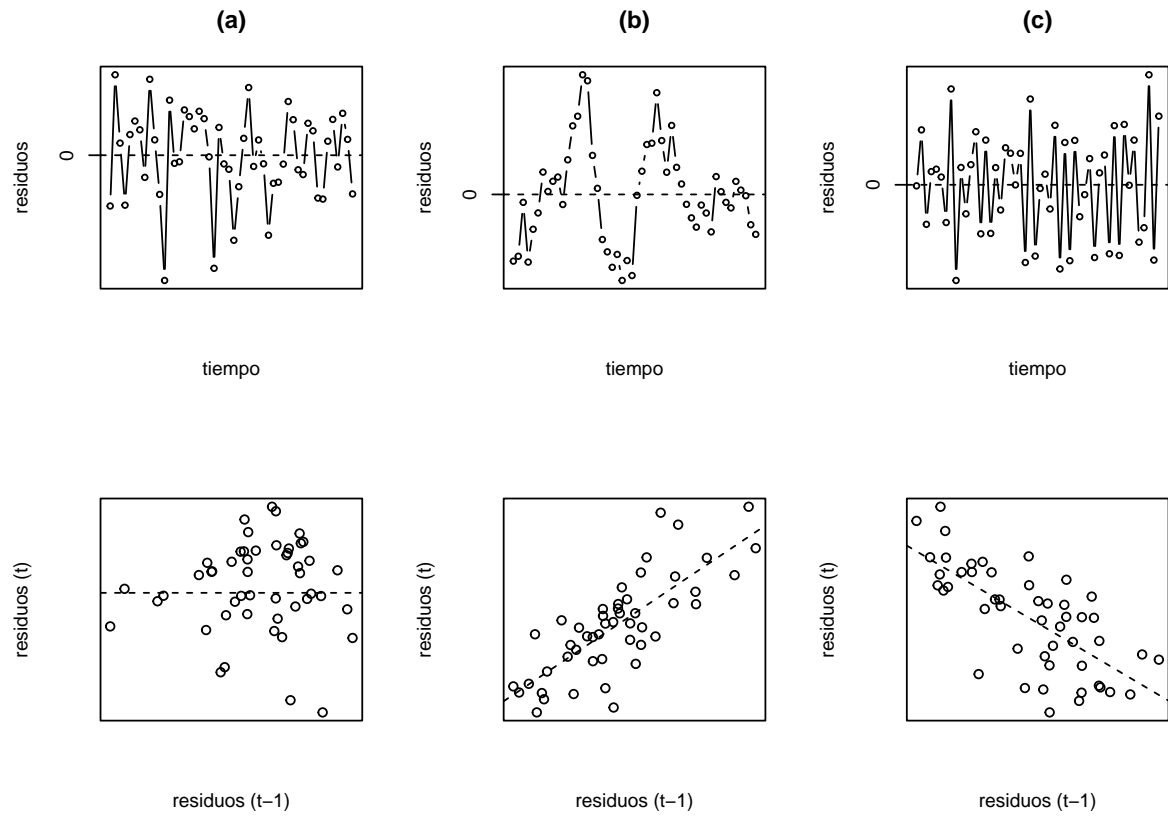 (a)
(b)
(c)
residuos
0
residuos
0
residuos
0
tiempo
tiempo
tiempo
residuos (t)
residuos (t)
residuos (t)
residuos (t−1)
residuos (t−1)
residuos (t−1)